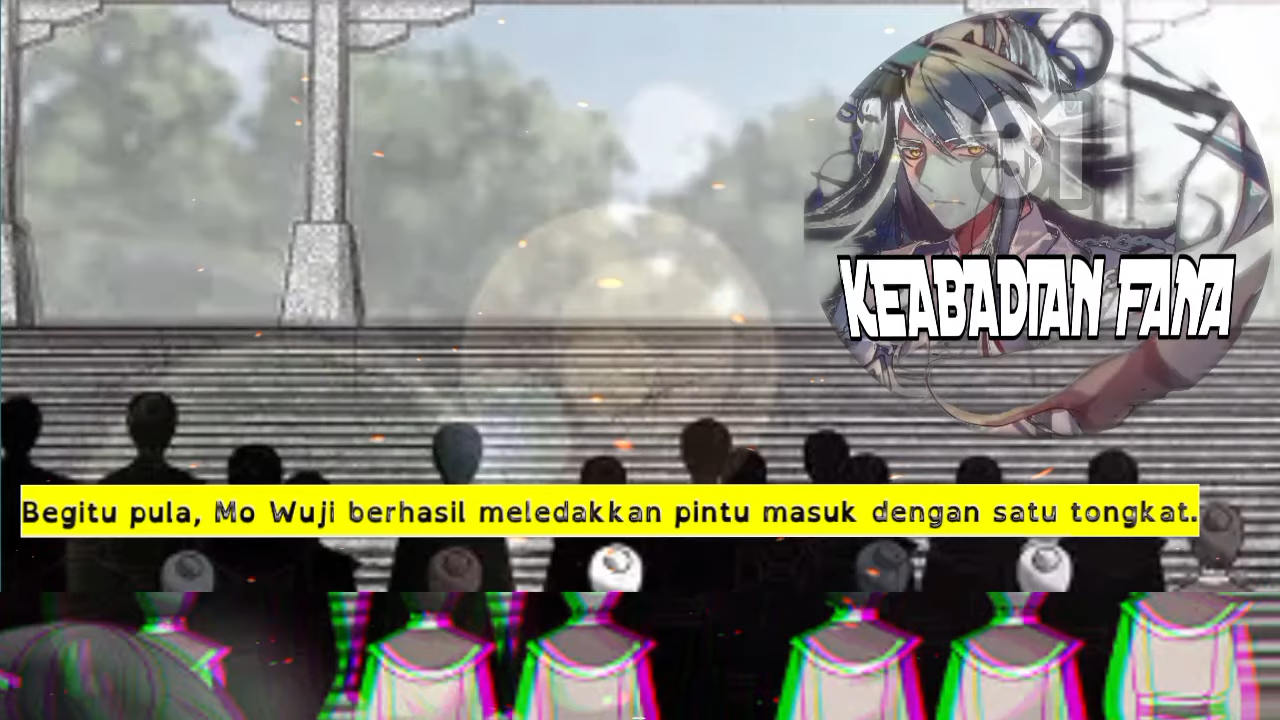 KEABADIAN FANA
Begitu pula, Mo Wuji berhasil meledakkan pintu masuk dengan satu tongkat.